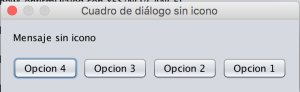 Cuadro de diálogo sin icono
Mensaje sin icono
Opcion 4 Opcion 3 Opcion 2 Opcion 1